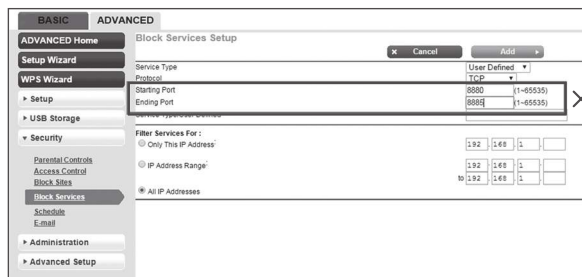 BASIC ADVANCED
ADVANCED Home
Setup Wizard
WPS Wizard
Setup
USB Storage
Security
Parental Controls
Access Control
Block Sites
Block Services
Schedule
E-mail
Administration
Advanced Setup
Block Services Setup
x Cancel Add
Service Type User Defined
Protocol TCP
Starting Port 8880 (1~65535)
Ending Port 8885 (1~65535)
Service Type/User Defined
Filter Services For :
Only This IP Address: 192 . 168 . 1 .
IP Address Range: 192 . 168 . 1 .
to 192 . 168 . 1 .
All IP Addresses